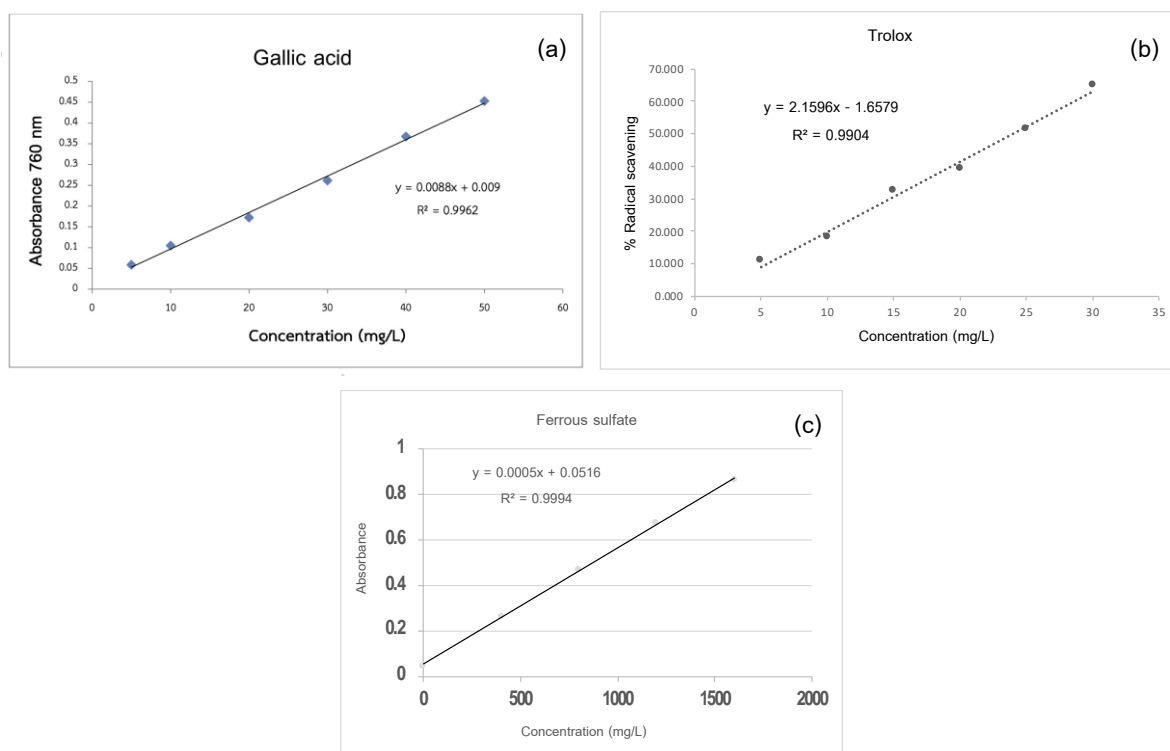 (a)
Gallic acid
Absorbance 760 nm
0.5
0.45
0.4
0.35
0.3
0.25
0.2
0.15
0.1
0.05
0
y = 0.0088x + 0.009
R² = 0.9962
0 10 20 30 40 50 60
Concentration (mg/L)
(b)
Trolox
% Radical scavening
70.000
60.000
50.000
40.000
30.000
20.000
10.000
0.000
y = 2.1596x - 1.6579
R² = 0.9904
0 5 10 15 20 25 30 35
Concentration (mg/L)
(c)
Ferrous sulfate
Absorbance
1
0.8
0.6
0.4
0.2
0
y = 0.0005x + 0.0516
R² = 0.9994
0 500 1000 1500 2000
Concentration (mg/L)